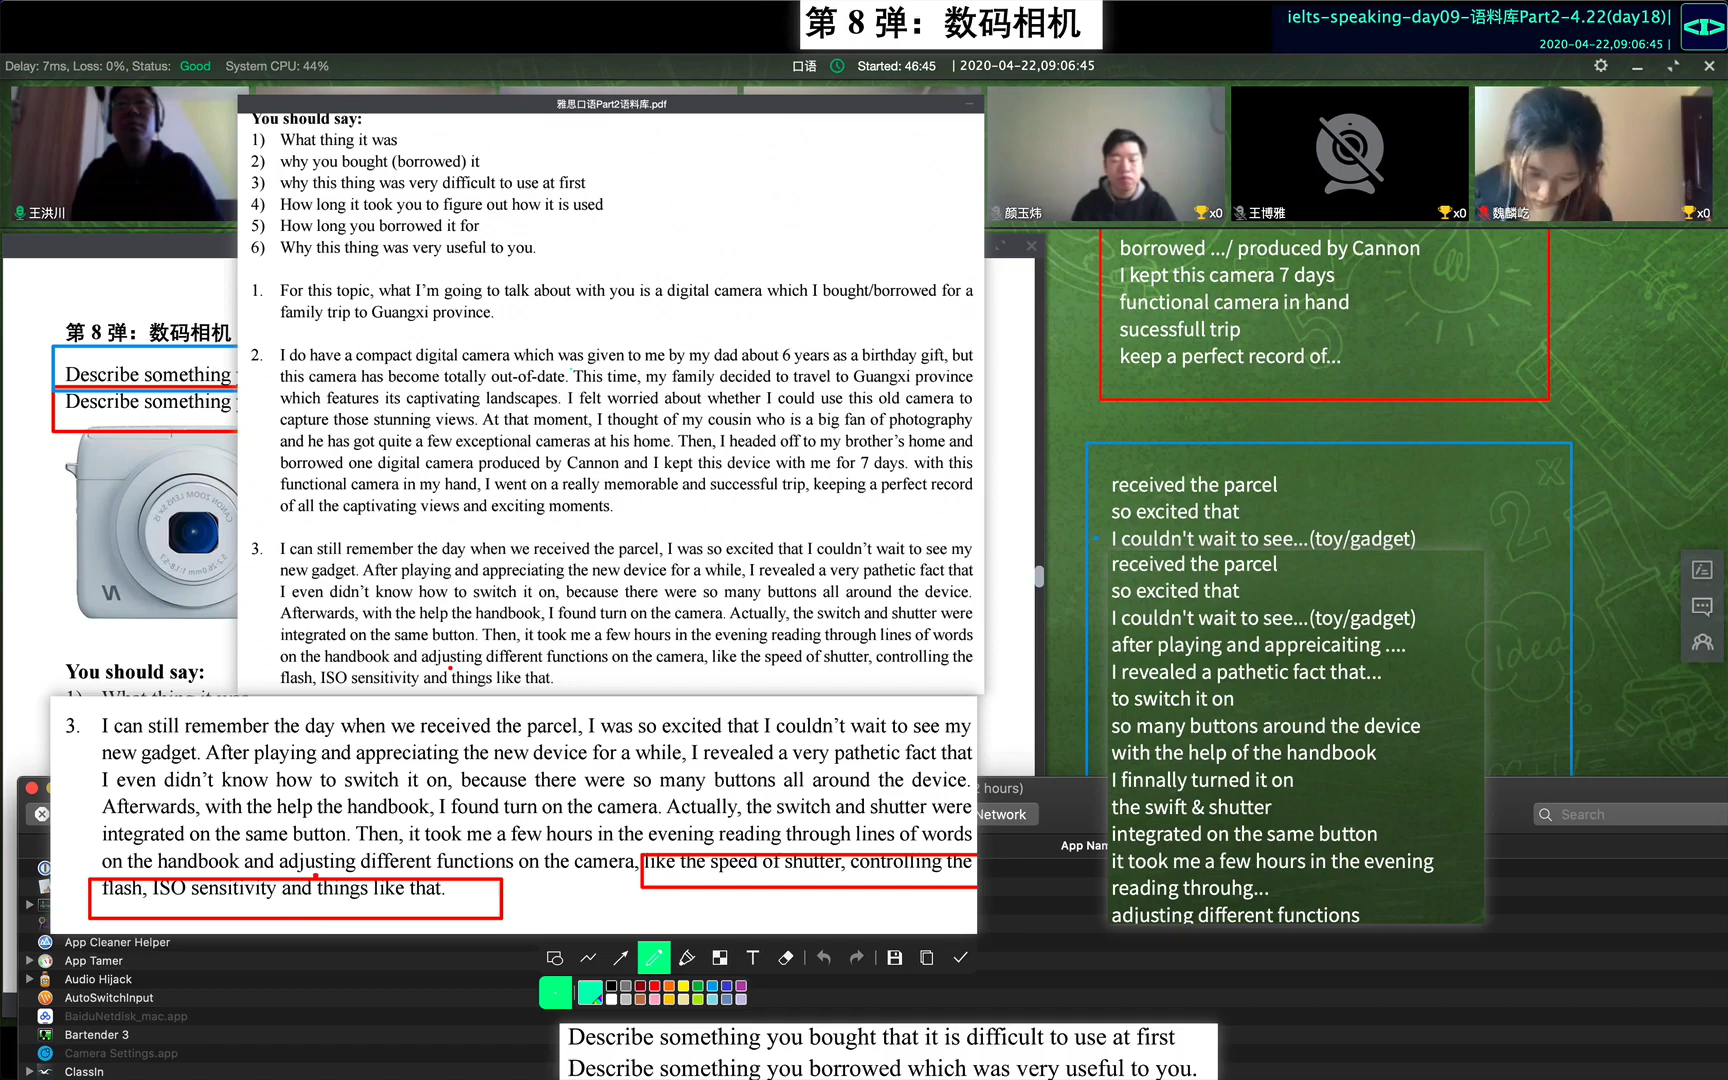 第 8 弹：数码相机
ielts-speaking-day09-语料库Part2-4.22(day18)|
2020-04-22,09:06:45 |
Delay: 7ms, Loss: 0%, Status: Good System CPU: 44%
口语 Started: 46:45 | 2020-04-22,09:06:45
雅思口语Part2语料库.pdf
王洪川
颜玉炜 x0
王博雅 x0
魏麟屹 x0
You should say:
1) What thing it was
2) why you bought (borrowed) it
3) why this thing was very difficult to use at first
4) How long it took you to figure out how it is used
5) How long you borrowed it for
6) Why this thing was very useful to you.
1. For this topic, what I’m going to talk about with you is a digital camera which I bought/borrowed for a
family trip to Guangxi province.
2. I do have a compact digital camera which was given to me by my dad about 6 years as a birthday gift, but
this camera has become totally out-of-date. This time, my family decided to travel to Guangxi province
which features its captivating landscapes. I felt worried about whether I could use this old camera to
capture those stunning views. At that moment, I thought of my cousin who is a big fan of photography
and he has got quite a few exceptional cameras at his home. Then, I headed off to my brother’s home and
borrowed one digital camera produced by Cannon and I kept this device with me for 7 days. with this
functional camera in my hand, I went on a really memorable and successful trip, keeping a perfect record
of all the captivating views and exciting moments.
3. I can still remember the day when we received the parcel, I was so excited that I couldn’t wait to see my
new gadget. After playing and appreciating the new device for a while, I revealed a very pathetic fact that
I even didn’t know how to switch it on, because there were so many buttons all around the device.
Afterwards, with the help the handbook, I found turn on the camera. Actually, the switch and shutter were
integrated on the same button. Then, it took me a few hours in the evening reading through lines of words
on the handbook and adjusting different functions on the camera, like the speed of shutter, controlling the
flash, ISO sensitivity and things like that.
第 8 弹：数码相机
Describe something
Describe something
You should say:
1) What thing it was
3. I can still remember the day when we received the parcel, I was so excited that I couldn’t wait to see my
new gadget. After playing and appreciating the new device for a while, I revealed a very pathetic fact that
I even didn’t know how to switch it on, because there were so many buttons all around the device.
Afterwards, with the help the handbook, I found turn on the camera. Actually, the switch and shutter were
integrated on the same button. Then, it took me a few hours in the evening reading through lines of words
on the handbook and adjusting different functions on the camera, like the speed of shutter, controlling the
flash, ISO sensitivity and things like that.
borrowed .../ produced by Cannon
I kept this camera 7 days
functional camera in hand
sucessfull trip
keep a perfect record of...
received the parcel
so excited that
I couldn't wait to see...(toy/gadget)
received the parcel
so excited that
I couldn't wait to see...(toy/gadget)
after playing and appreicaiting ....
I revealed a pathetic fact that...
to switch it on
so many buttons around the device
with the help of the handbook
I finnally turned it on
the swift & shutter
integrated on the same button
it took me a few hours in the evening
reading throuhg...
adjusting different functions
2 hours)
Network
Search
App Nam
App Cleaner Helper
App Tamer
Audio Hijack
AutoSwitchInput
BaiduNetdisk_mac.app
Bartender 3
Camera Settings.app
ClassIn
Describe something you bought that it is difficult to use at first
Describe something you borrowed which was very useful to you.